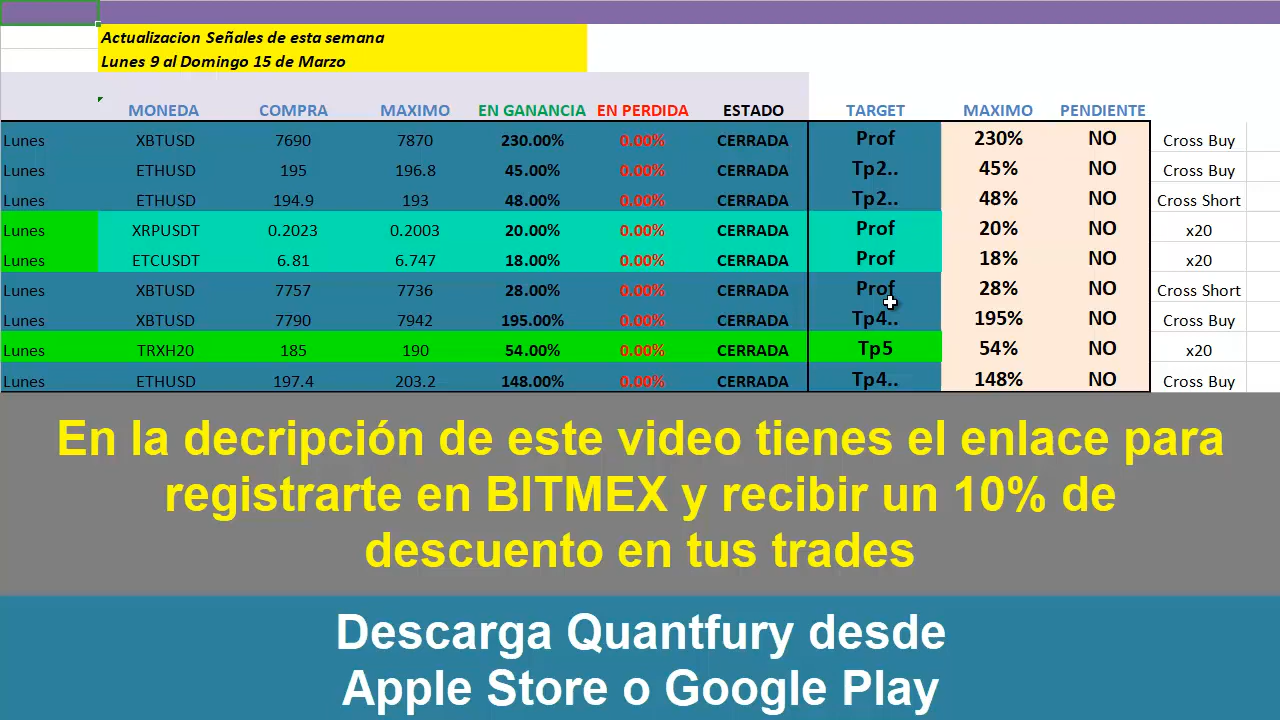 Actualizacion Señales de esta semana
Lunes 9 al Domingo 15 de Marzo
MONEDA COMPRA MAXIMO EN GANANCIA EN PERDIDA ESTADO TARGET MAXIMO PENDIENTE
Lunes XBTUSD 7690 7870 230.00% 0.00% CERRADA Prof 230% NO Cross Buy
Lunes ETHUSD 195 196.8 45.00% 0.00% CERRADA Tp2.. 45% NO Cross Buy
Lunes ETHUSD 194.9 193 48.00% 0.00% CERRADA Tp2.. 48% NO Cross Short
Lunes XRPUSDT 0.2023 0.2003 20.00% 0.00% CERRADA Prof 20% NO x20
Lunes ETCUSDT 6.81 6.747 18.00% 0.00% CERRADA Prof 18% NO x20
Lunes XBTUSD 7757 7736 28.00% 0.00% CERRADA Prof 28% NO Cross Short
Lunes XBTUSD 7790 7942 195.00% 0.00% CERRADA Tp4.. 195% NO Cross Buy
Lunes TRXH20 185 190 54.00% 0.00% CERRADA Tp5 54% NO x20
Lunes ETHUSD 197.4 203.2 148.00% 0.00% CERRADA Tp4.. 148% NO Cross Buy
En la decripción de este video tienes el enlace para
registrarte en BITMEX y recibir un 10% de
descuento en tus trades
Descarga Quantfury desde
Apple Store o Google Play